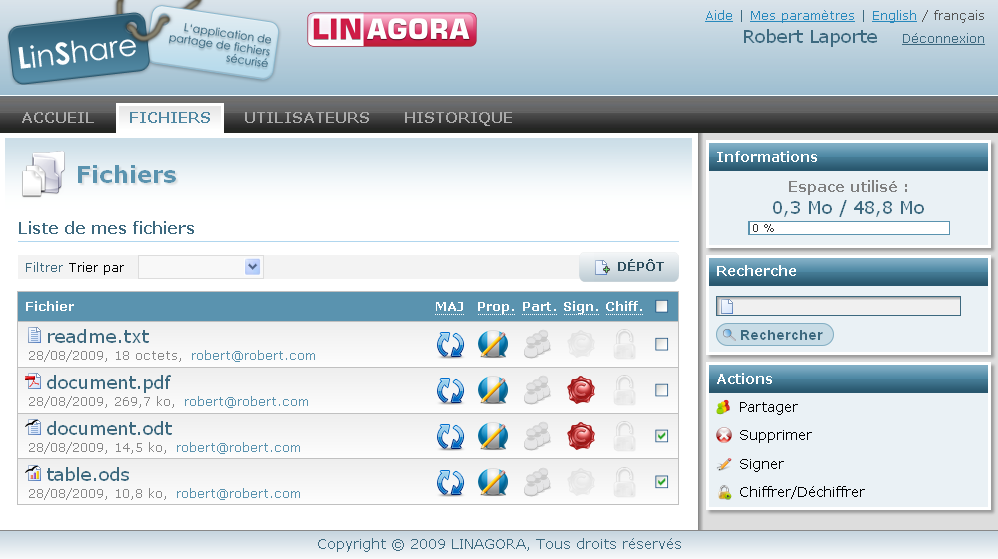 LinShare
L'application de
partage de fichiers
sécurisé
LINAGORA
Aide | Mes paramètres | English / français
Robert Laporte Déconnexion
ACCUEIL FICHIERS UTILISATEURS HISTORIQUE
Fichiers
Liste de mes fichiers
Filtrer Trier par
DÉPÔT
Fichier MAJ Prop. Part. Sign. Chiff.
readme.txt
28/08/2009, 18 octets, robert@robert.com
document.pdf
28/08/2009, 269,7 ko, robert@robert.com
document.odt
28/08/2009, 14,5 ko, robert@robert.com
table.ods
28/08/2009, 10,8 ko, robert@robert.com
Informations
Espace utilisé :
0,3 Mo / 48,8 Mo
0 %
Recherche
Rechercher
Actions
Partager
Supprimer
Signer
Chiffrer/Déchiffrer
Copyright © 2009 LINAGORA, Tous droits réservés